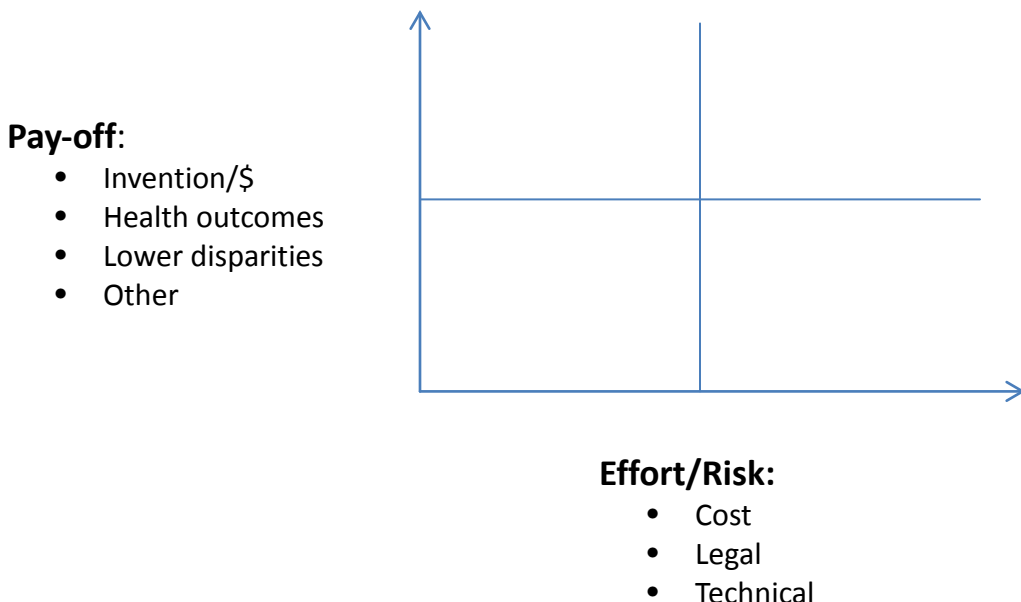 Pay-off:
• Invention/$
• Health outcomes
• Lower disparities
• Other
Effort/Risk:
• Cost
• Legal
• Technical